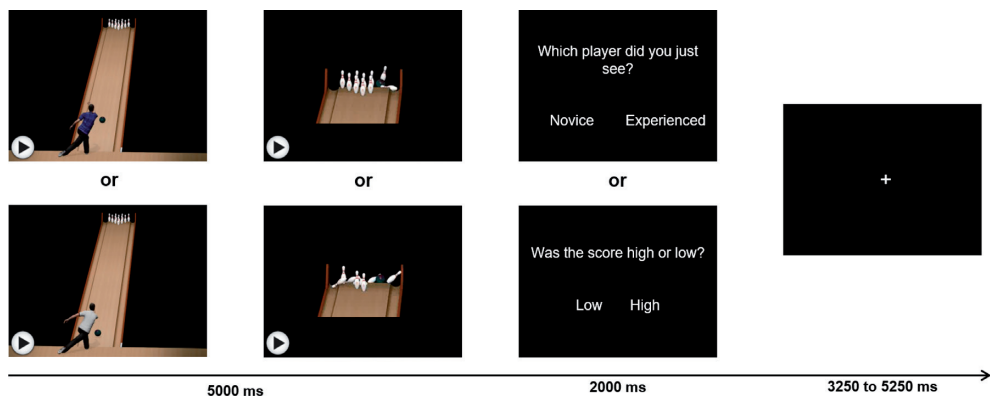 Which player did you just
see?
Novice Experienced
or or or
+
Was the score high or low?
Low High
5000 ms 2000 ms 3250 to 5250 ms